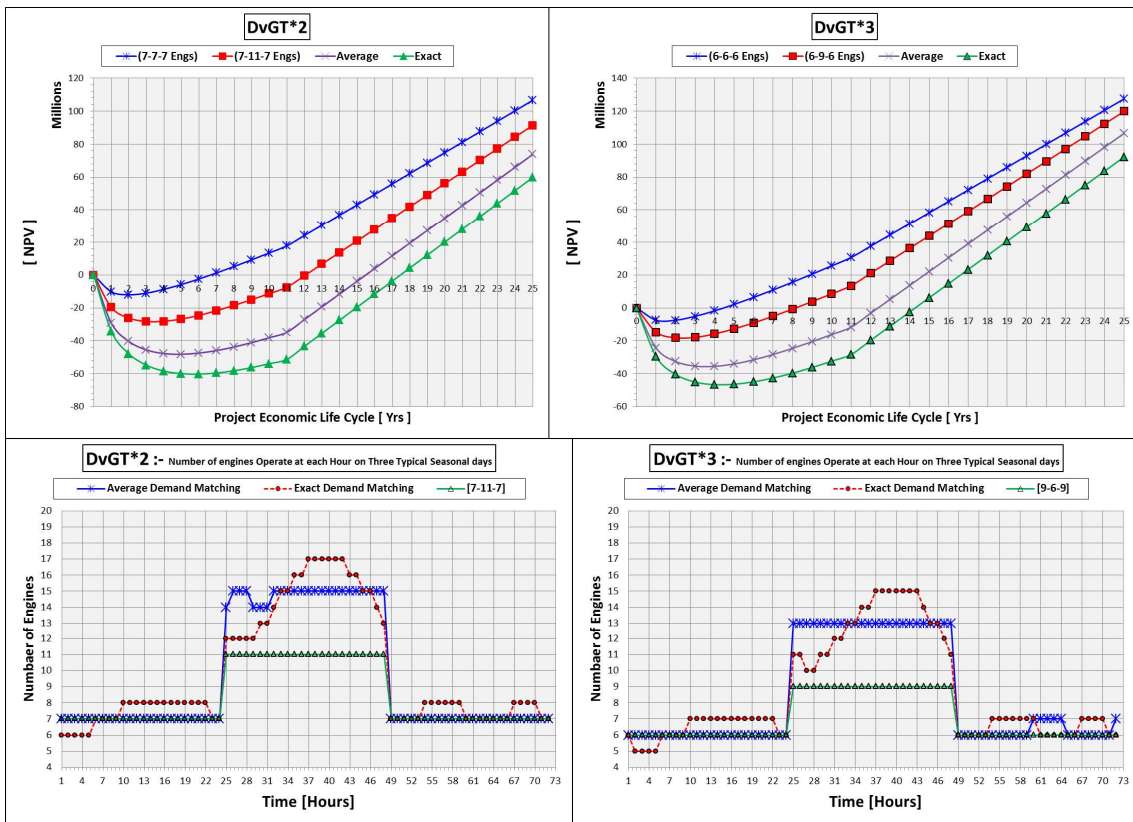 DvGT*2
(7-7-7 Engs) (7-11-7 Engs) Average Exact
Millions
[ NPV ]
120
100
80
60
40
20
0
-20
-40
-60
-80
0 1 2 3 4 5 6 7 8 9 10 11 12 13 14 15 16 17 18 19 20 21 22 23 24 25
Project Economic Life Cycle [ Yrs ]
DvGT*3
(6-6-6 Engs) (6-9-6 Engs) Average Exact
Millions
[ NPV ]
140
120
100
80
60
40
20
0
-20
-40
-60
0 1 2 3 4 5 6 7 8 9 10 11 12 13 14 15 16 17 18 19 20 21 22 23 24 25
Project Economic Life Cycle [ Yrs ]
DvGT*2 :- Number of engines Operate at each Hour on Three Typical Seasonal days
Average Demand Matching Exact Demand Matching [7-11-7]
Numbaer of Engines
20
19
18
17
16
15
14
13
12
11
10
9
8
7
6
5
4
1 4 7 10 13 16 19 22 25 28 31 34 37 40 43 46 49 52 55 58 61 64 67 70 73
Time [Hours]
DvGT*3 :- Number of engines Operate at each Hour on Three Typical Seasonal days
Average Demand Matching Exact Demand Matching [9-6-9]
Numbaer of Engines
20
19
18
17
16
15
14
13
12
11
10
9
8
7
6
5
4
1 4 7 10 13 16 19 22 25 28 31 34 37 40 43 46 49 52 55 58 61 64 67 70 73
Time [Hours]